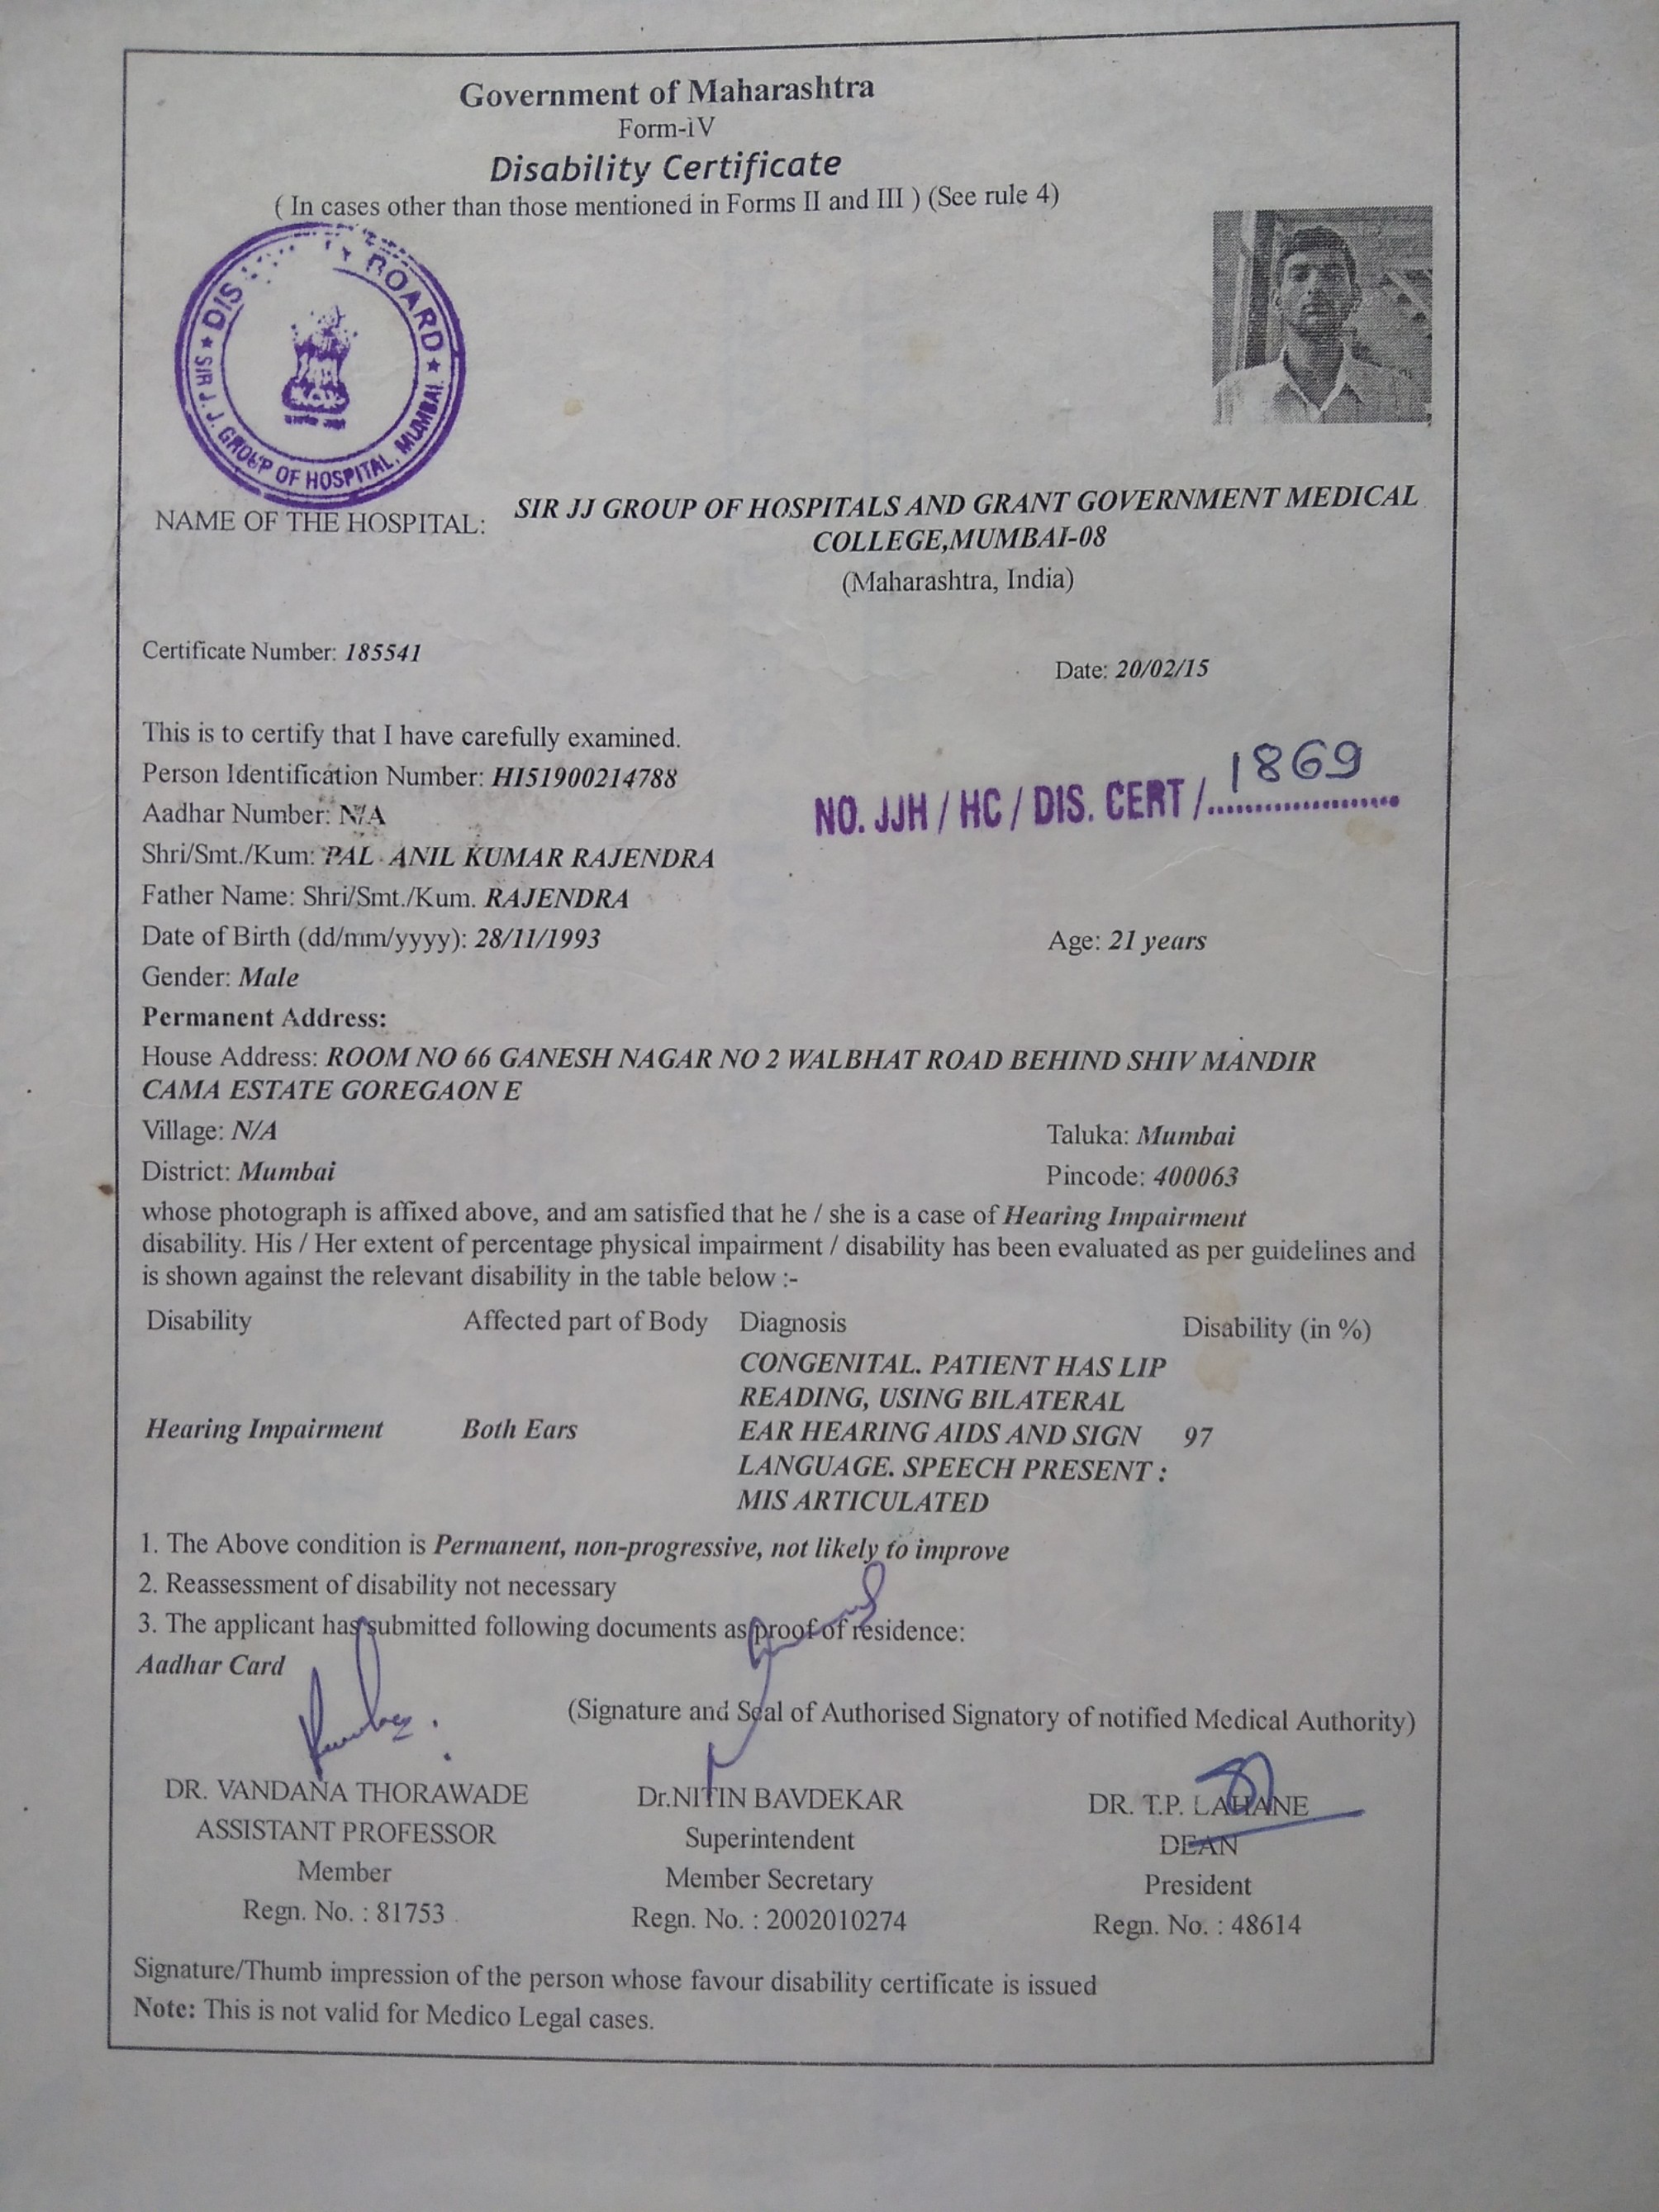 Government of Maharashtra
Form-iV
Disability Certificate
( In cases other than those mentioned in Forms II and III ) (See rule 4)
DIS BOARD
SIR J.J. GROUP OF HOSPITAL, MUMBAI.
NAME OF THE HOSPITAL: SIR JJ GROUP OF HOSPITALS AND GRANT GOVERNMENT MEDICAL
COLLEGE,MUMBAI-08
(Maharashtra, India)
Certificate Number: 185541 Date: 20/02/15
This is to certify that I have carefully examined.
Person Identification Number: HI51900214788
NO. JJH / HC / DIS. CERT / 1869
Aadhar Number: N/A
Shri/Smt./Kum: PAL ANIL KUMAR RAJENDRA
Father Name: Shri/Smt./Kum. RAJENDRA
Date of Birth (dd/mm/yyyy): 28/11/1993 Age: 21 years
Gender: Male
Permanent Address:
House Address: ROOM NO 66 GANESH NAGAR NO 2 WALBHAT ROAD BEHIND SHIV MANDIR
CAMA ESTATE GOREGAON E
Village: N/A Taluka: Mumbai
District: Mumbai Pincode: 400063
whose photograph is affixed above, and am satisfied that he / she is a case of Hearing Impairment
disability. His / Her extent of percentage physical impairment / disability has been evaluated as per guidelines and
is shown against the relevant disability in the table below :-
Disability Affected part of Body Diagnosis Disability (in %)
CONGENITAL. PATIENT HAS LIP
READING, USING BILATERAL
Hearing Impairment Both Ears EAR HEARING AIDS AND SIGN 97
LANGUAGE. SPEECH PRESENT :
MIS ARTICULATED
1. The Above condition is Permanent, non-progressive, not likely to improve
2. Reassessment of disability not necessary
3. The applicant has submitted following documents as proof of residence:
Aadhar Card
(Signature and Seal of Authorised Signatory of notified Medical Authority)
DR. VANDANA THORAWADE Dr.NITIN BAVDEKAR DR. T.P. LAHANE
ASSISTANT PROFESSOR Superintendent DEAN
Member Member Secretary President
Regn. No. : 81753 Regn. No. : 2002010274 Regn. No. : 48614
Signature/Thumb impression of the person whose favour disability certificate is issued
Note: This is not valid for Medico Legal cases.